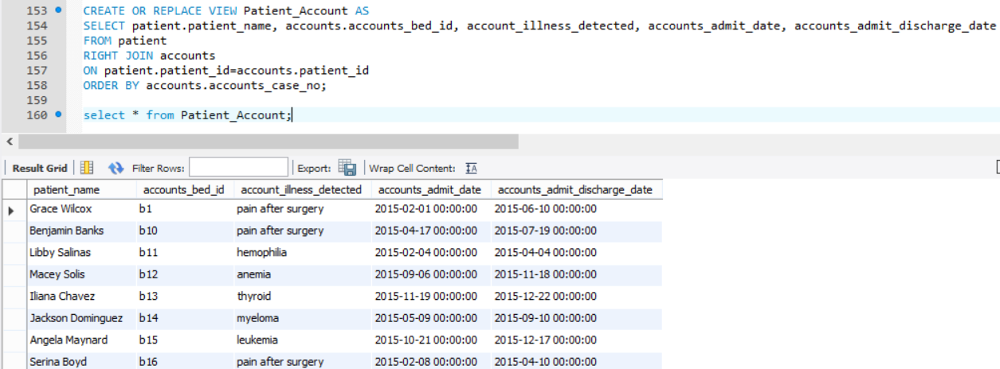 153 CREATE OR REPLACE VIEW Patient_Account AS
154 SELECT patient.patient_name, accounts.accounts_bed_id, account_illness_detected, accounts_admit_date, accounts_admit_discharge_date
155 FROM patient
156 RIGHT JOIN accounts
157 ON patient.patient_id=accounts.patient_id
158 ORDER BY accounts.accounts_case_no;
159
160 select * from Patient_Account;
Result Grid Filter Rows: Export: Wrap Cell Content:
patient_name accounts_bed_id account_illness_detected accounts_admit_date accounts_admit_discharge_date
Grace Wilcox b1 pain after surgery 2015-02-01 00:00:00 2015-06-10 00:00:00
Benjamin Banks b10 pain after surgery 2015-04-17 00:00:00 2015-07-19 00:00:00
Libby Salinas b11 hemophilia 2015-02-04 00:00:00 2015-04-04 00:00:00
Macey Solis b12 anemia 2015-09-06 00:00:00 2015-11-18 00:00:00
Iliana Chavez b13 thyroid 2015-11-19 00:00:00 2015-12-22 00:00:00
Jackson Dominguez b14 myeloma 2015-05-09 00:00:00 2015-09-10 00:00:00
Angela Maynard b15 leukemia 2015-10-21 00:00:00 2015-12-17 00:00:00
Serina Boyd b16 pain after surgery 2015-02-08 00:00:00 2015-04-10 00:00:00